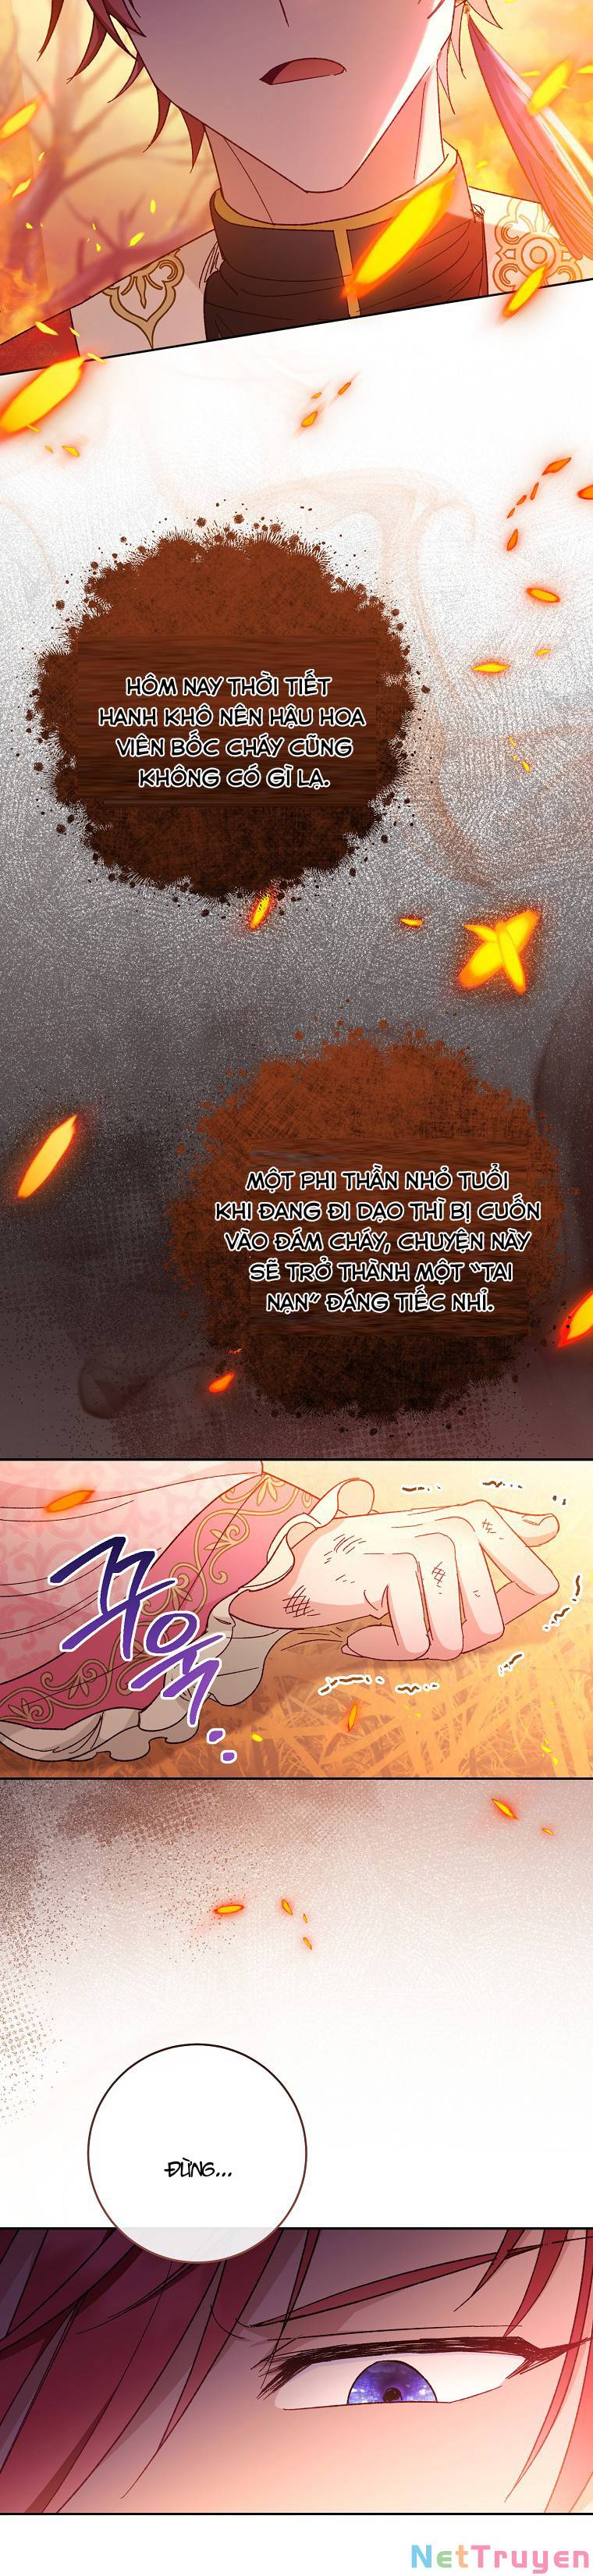 HÔM NAY THỜI TIẾT
HANH KHÔ NÊN HẬU HOA
VIÊN BỐC CHÁY CŨNG
KHÔNG CÓ GÌ LẠ.
MỘT PHI THẦN NHỎ TUỔI
KHI ĐANG ĐI DẠO THÌ BỊ CUỐN
VÀO ĐÁM CHÁY, CHUYỆN NÀY
SẼ TRỞ THÀNH MỘT “TAI
NẠN” ĐÁNG TIẾC NHỈ.
꾸욱..
ĐỪNG...
NetTruyen